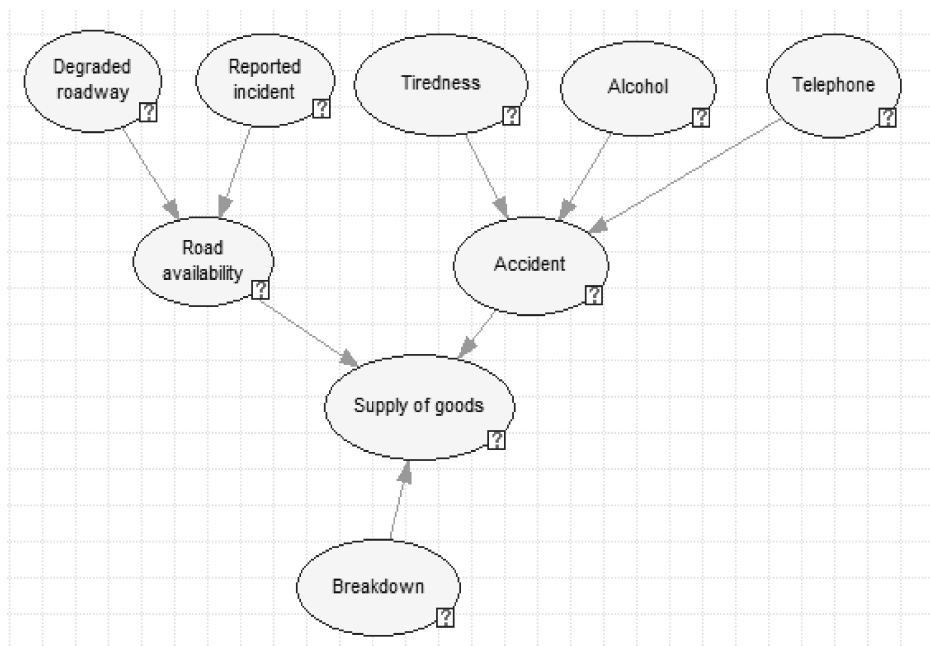 Degraded
roadway
?
Reported
incident
?
Tiredness
?
Alcohol
?
Telephone
?
Road
availability
?
Accident
?
Supply of goods
?
Breakdown
?